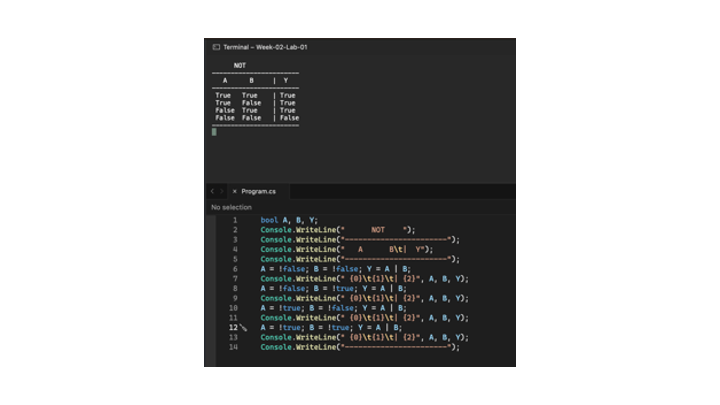 Terminal – Week-02-Lab-01
NOT
-----------------------
A B | Y
-----------------------
True True | True
True False | True
False True | True
False False | False
-----------------------
< > × Program.cs
No selection
1 bool A, B, Y;
2 Console.WriteLine("      NOT    ");
3 Console.WriteLine("-----------------------");
4 Console.WriteLine("   A      B\t|  Y");
5 Console.WriteLine("-----------------------");
6 A = !false; B = !false; Y = A | B;
7 Console.WriteLine(" {0}\t{1}\t| {2}", A, B, Y);
8 A = !false; B = !true; Y = A | B;
9 Console.WriteLine(" {0}\t{1}\t| {2}", A, B, Y);
10 A = !true; B = !false; Y = A | B;
11 Console.WriteLine(" {0}\t{1}\t| {2}", A, B, Y);
12 A = !true; B = !true; Y = A | B;
13 Console.WriteLine(" {0}\t{1}\t| {2}", A, B, Y);
14 Console.WriteLine("-----------------------");